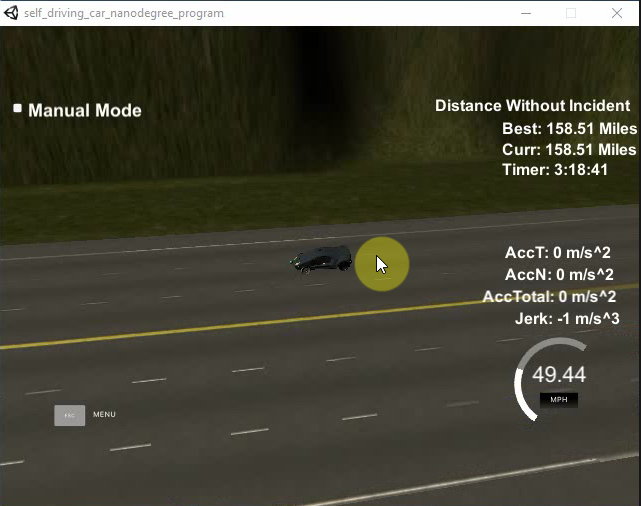 self_driving_car_nanodegree_program
Manual Mode
Distance Without Incident
Best: 158.51 Miles
Curr: 158.51 Miles
Timer: 3:18:41
AccT: 0 m/s^2
AccN: 0 m/s^2
AccTotal: 0 m/s^2
Jerk: -1 m/s^3
49.44
MPH
ESC MENU